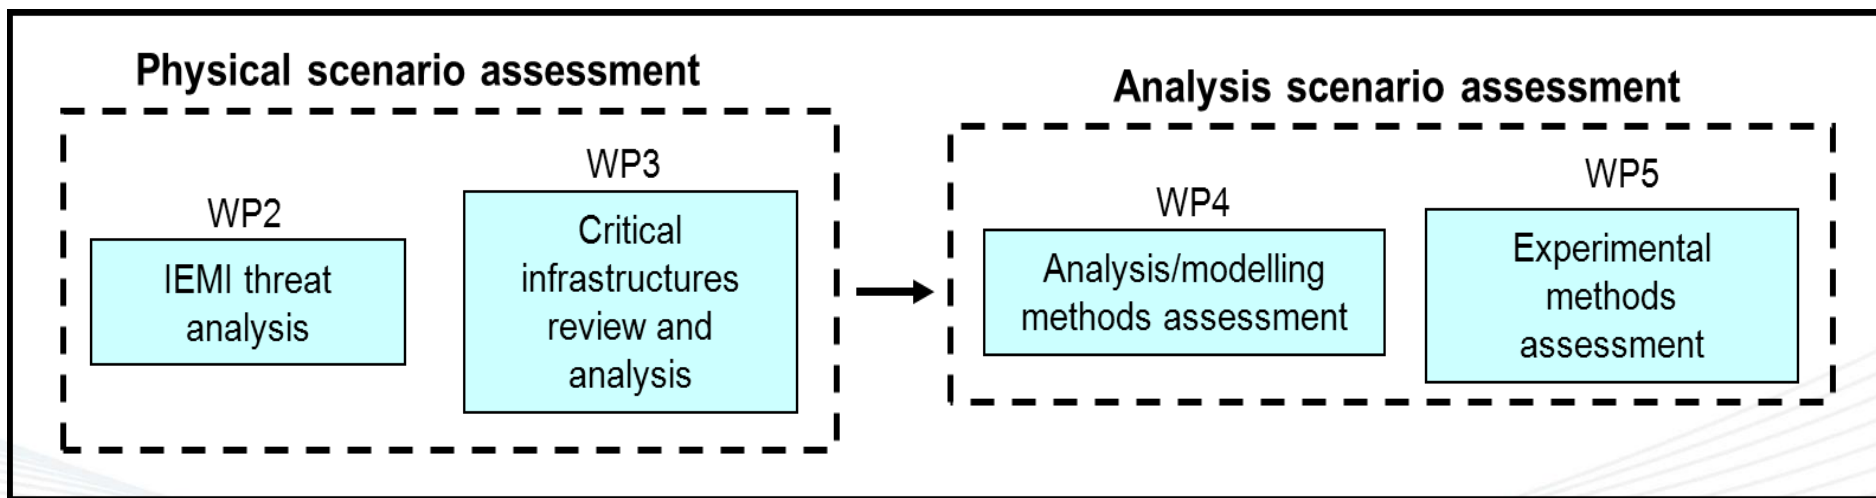 Physical scenario assessment
WP2
IEMI threat
analysis
WP3
Critical
infrastructures
review and
analysis
Analysis scenario assessment
WP4
Analysis/modelling
methods assessment
WP5
Experimental
methods
assessment